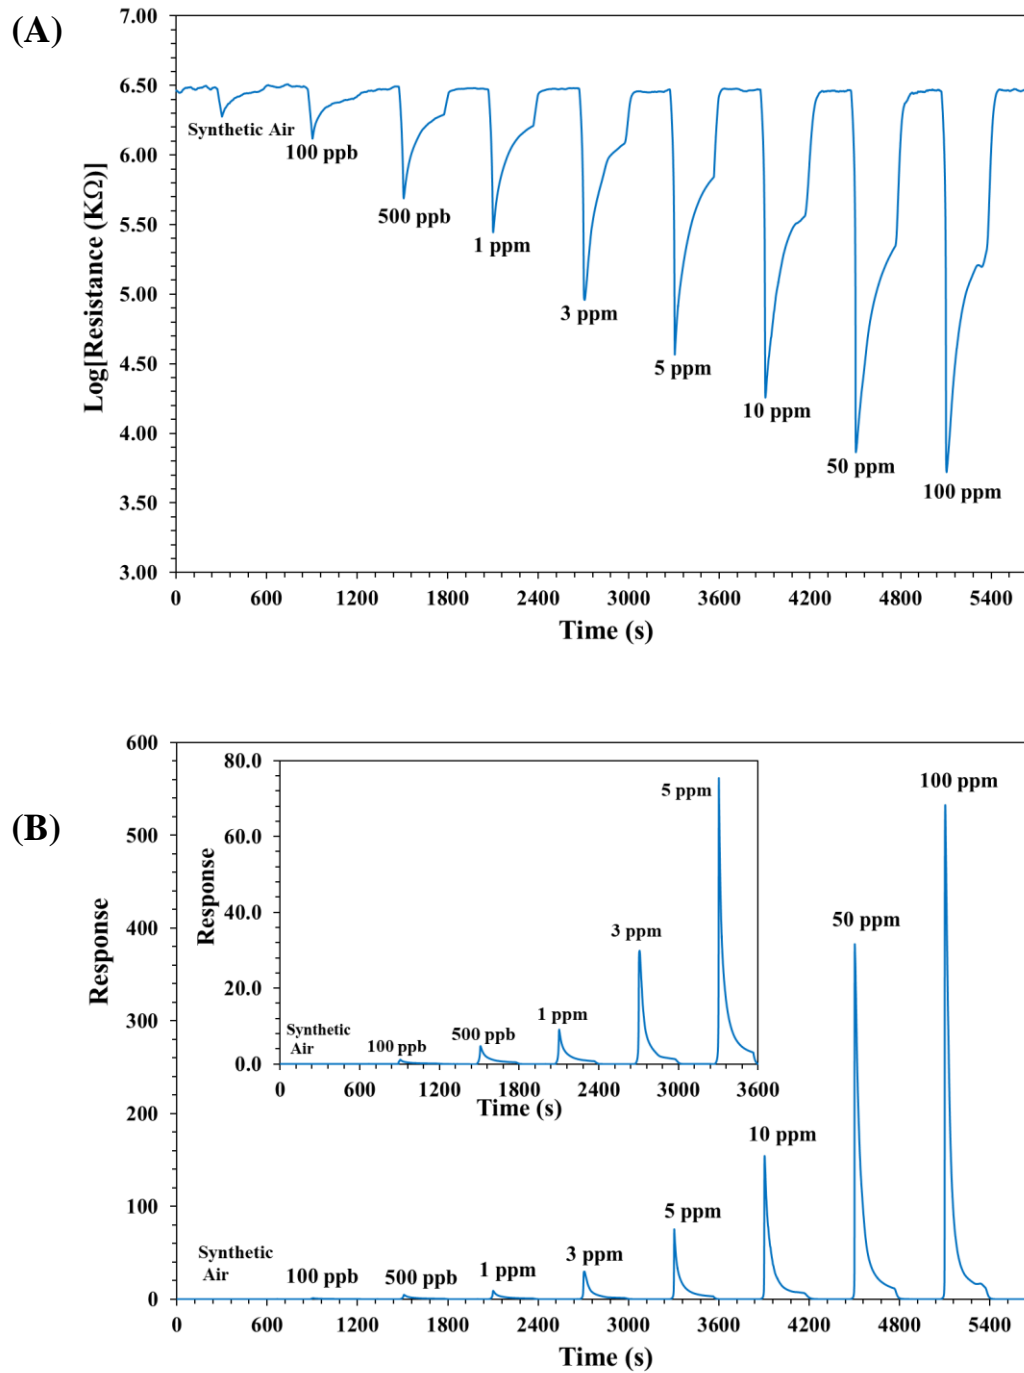 (A)
7.00
6.50
6.00
5.50
5.00
4.50
4.00
3.50
3.00
Log[Resistance (KΩ)]
Synthetic Air
100 ppb
500 ppb
1 ppm
3 ppm
5 ppm
10 ppm
50 ppm
100 ppm
0 600 1200 1800 2400 3000 3600 4200 4800 5400
Time (s)
(B)
600
500
400
300
200
100
0
Response
80.0
60.0
40.0
20.0
0.0
Response
Synthetic
Air
100 ppb
500 ppb
1 ppm
3 ppm
5 ppm
0 600 1200 1800 2400 3000 3600
Time (s)
Synthetic
Air
100 ppb
500 ppb
1 ppm
3 ppm
5 ppm
10 ppm
50 ppm
100 ppm
0 600 1200 1800 2400 3000 3600 4200 4800 5400
Time (s)